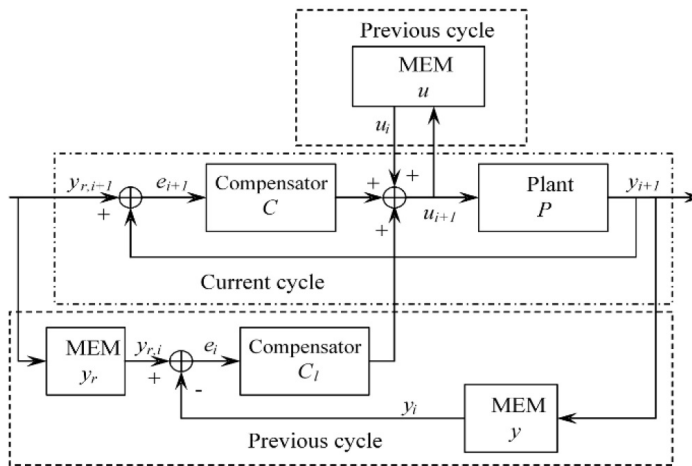 Previous cycle
MEM
u
u_i
y_{r,i+1}
+
e_{i+1}
Compensator
C
+
+
+
u_{i+1}
Plant
P
y_{i+1}
Current cycle
MEM
y_r
y_{r,i}
+
-
e_i
Compensator
C_l
y_i
MEM
y
Previous cycle